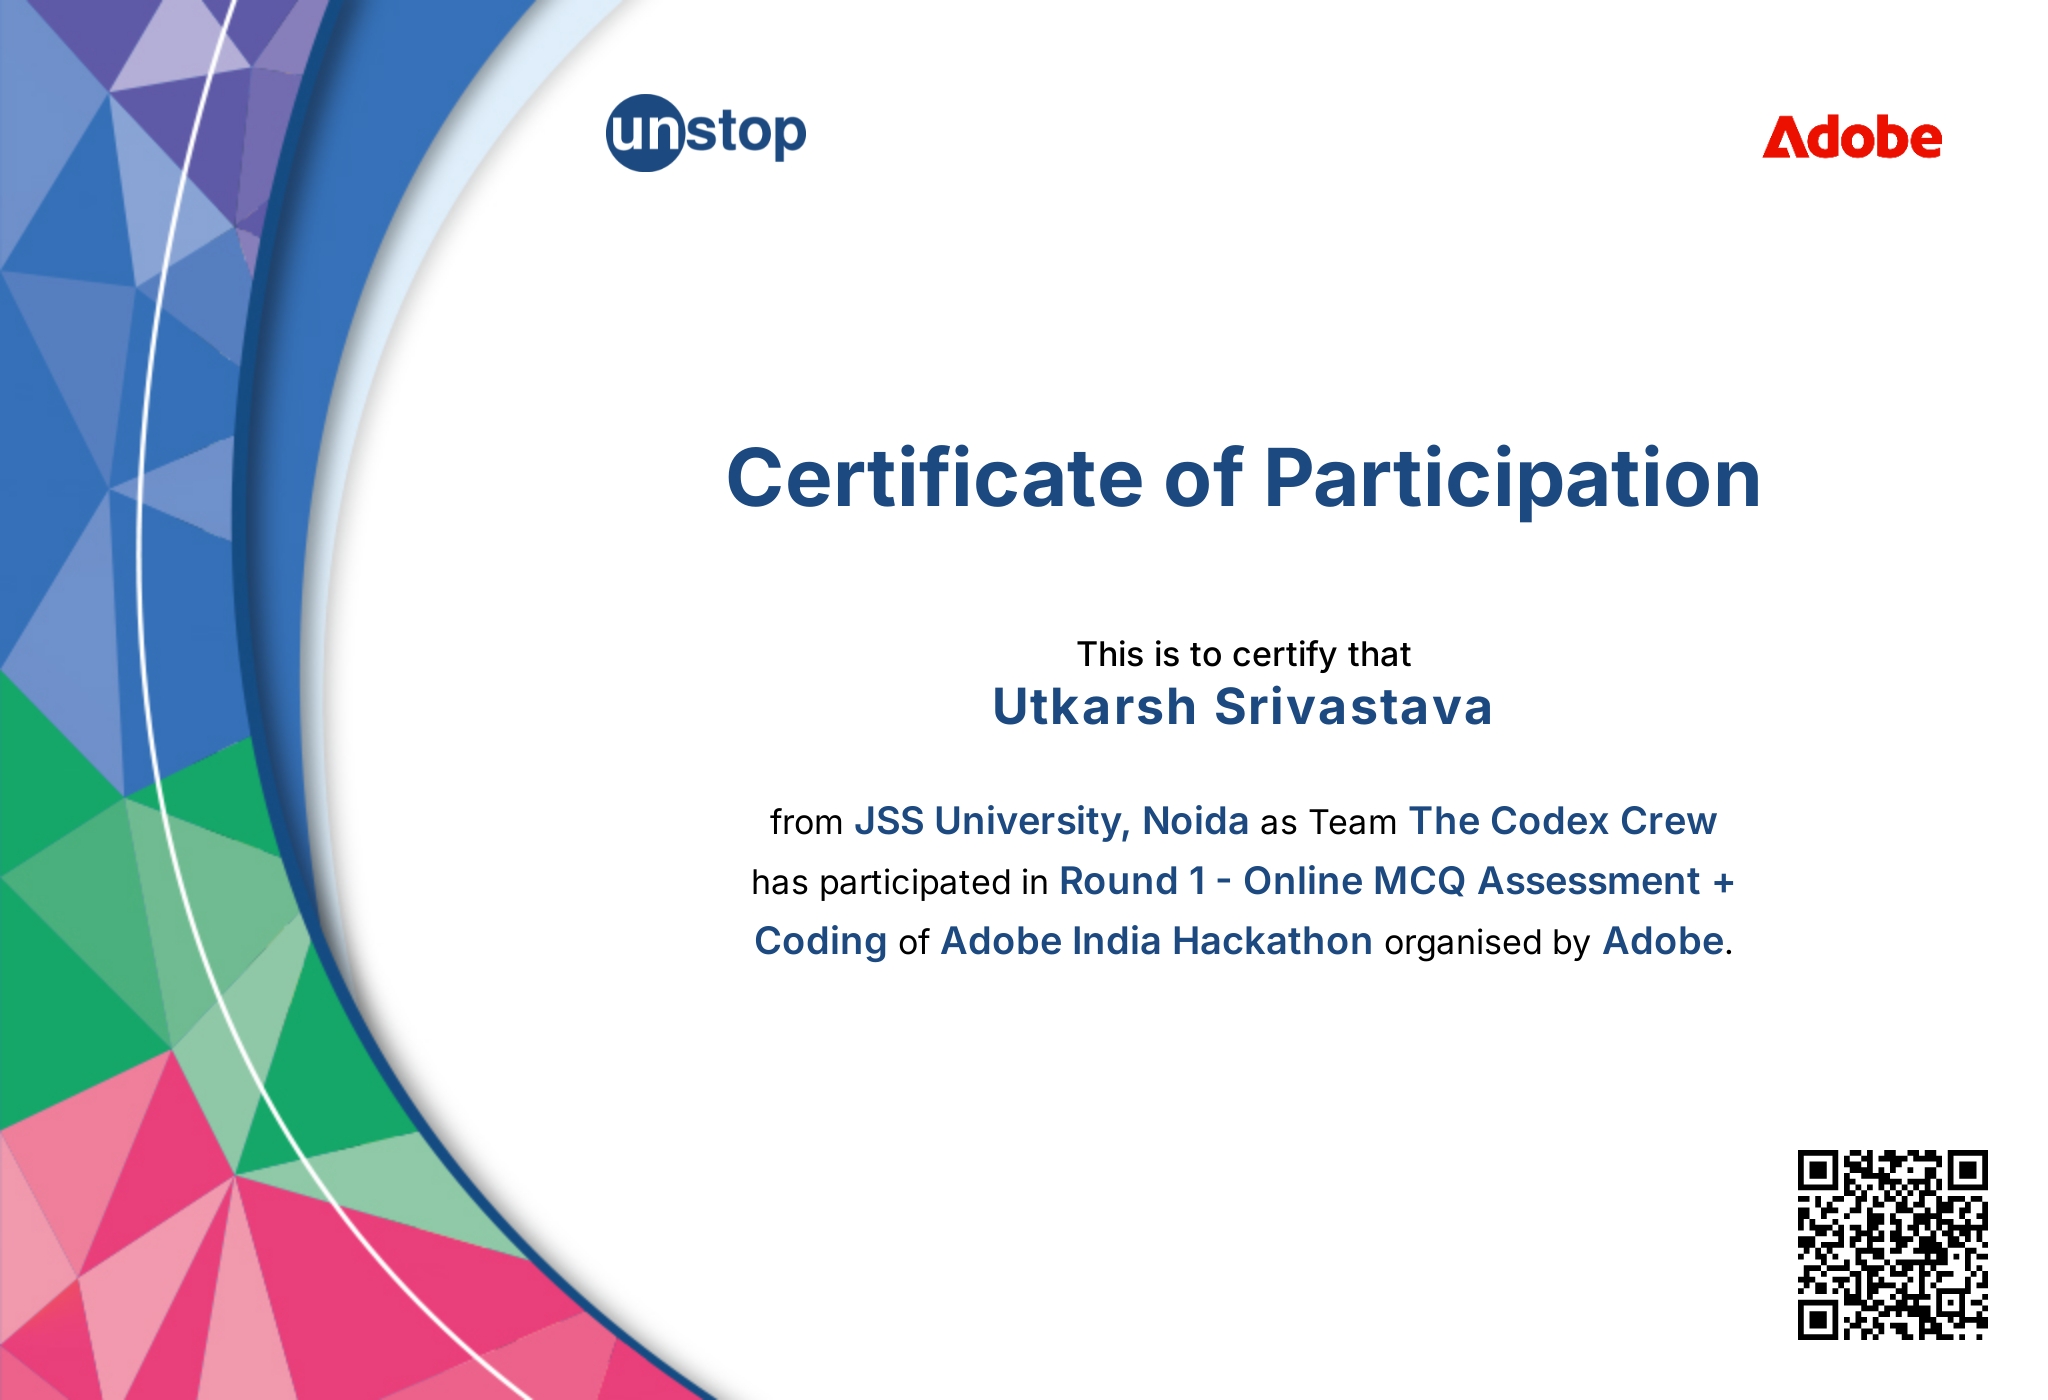 unstop
Adobe
Certificate of Participation
This is to certify that
Utkarsh Srivastava
from JSS University, Noida as Team The Codex Crew
has participated in Round 1 - Online MCQ Assessment +
Coding of Adobe India Hackathon organised by Adobe.